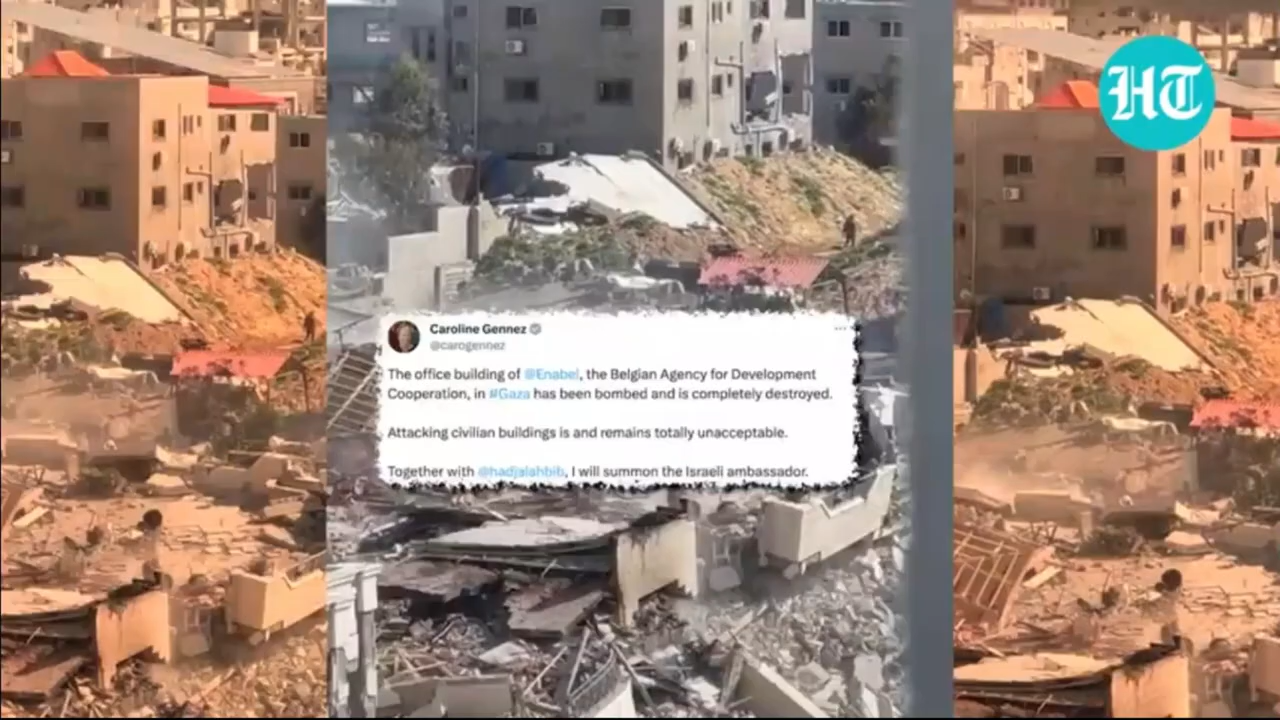 HT
Caroline Gennez
@carogennez
The office building of @Enabel, the Belgian Agency for Development
Cooperation, in #Gaza has been bombed and is completely destroyed.
Attacking civilian buildings is and remains totally unacceptable.
Together with @hadjalahbib, I will summon the Israeli ambassador.